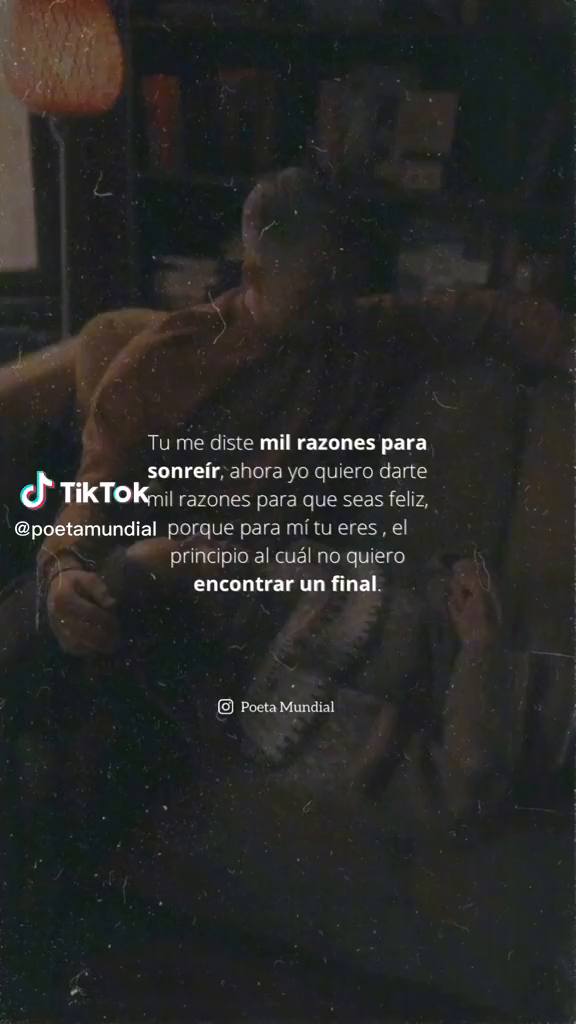 Tu me diste mil razones para
sonreír, ahora yo quiero darte
mil razones para que seas feliz,
porque para mí tu eres , el
principio al cuál no quiero
encontrar un final.
TikTok
@poetamundial
Poeta Mundial